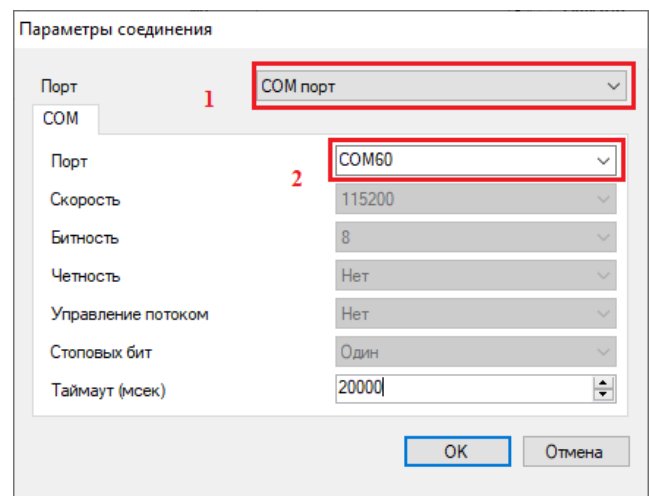 Параметры соединения
Порт 1 COM порт
COM
Порт 2 COM60
Скорость 115200
Битность 8
Четность Нет
Управление потоком Нет
Стоповых бит Один
Таймаут (мсек) 20000
OK Отмена